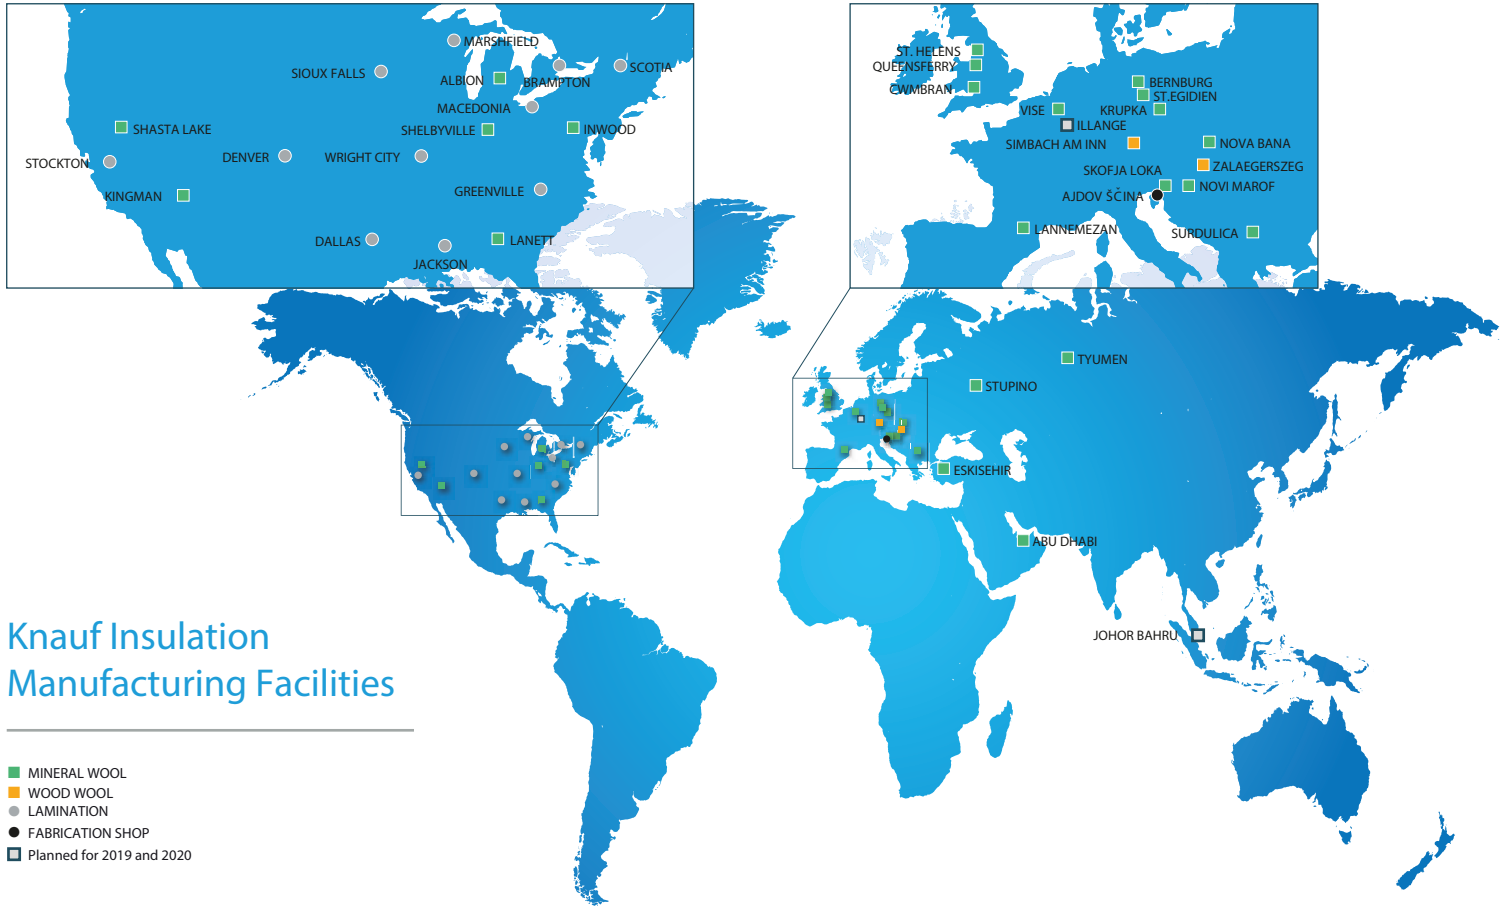 MARSHFIELD
SIOUX FALLS
ALBION
BRAMPTON
SCOTIA
MACEDONIA
SHASTA LAKE
SHELBYVILLE
INWOOD
STOCKTON
DENVER
WRIGHT CITY
KINGMAN
GREENVILLE
DALLAS
LANETT
JACKSON
ST. HELENS
QUEENSFERRY
CWMBRAN
BERNBURG
ST.EGIDIEN
VISE
KRUPKA
ILLANGE
SIMBACH AM INN
NOVA BANA
ZALAEGERSZEG
SKOFJA LOKA
NOVI MAROF
AJDOV ŠČINA
LANNEMEZAN
SURDULICA
TYUMEN
STUPINO
ESKISEHIR
ABU DHABI
JOHOR BAHRU
Knauf Insulation
Manufacturing Facilities
MINERAL WOOL
WOOD WOOL
LAMINATION
FABRICATION SHOP
Planned for 2019 and 2020